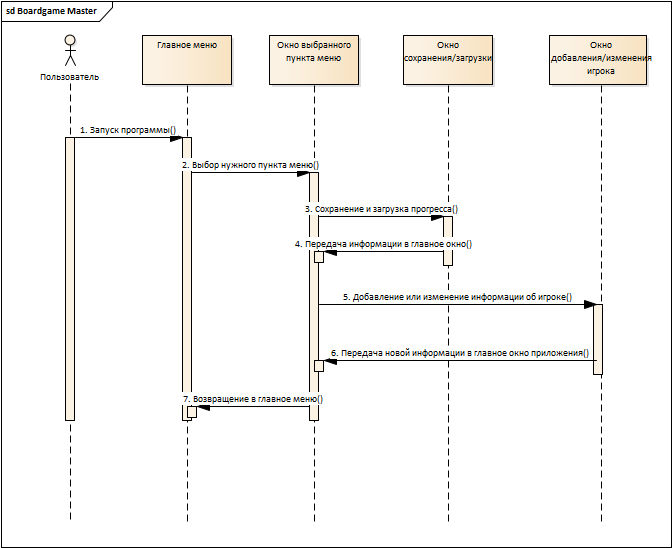 sd Boardgame Master
Пользователь
Главное меню
Окно выбранного
пункта меню
Окно
сохранения/загрузки
Окно
добавления/изменения
игрока
1. Запуск программы()
2. Выбор нужного пункта меню()
3. Сохранение и загрузка прогресса()
4. Передача информации в главное окно()
5. Добавление или изменение информации об игроке()
6. Передача новой информации в главное окно приложения()
7. Возвращение в главное меню()